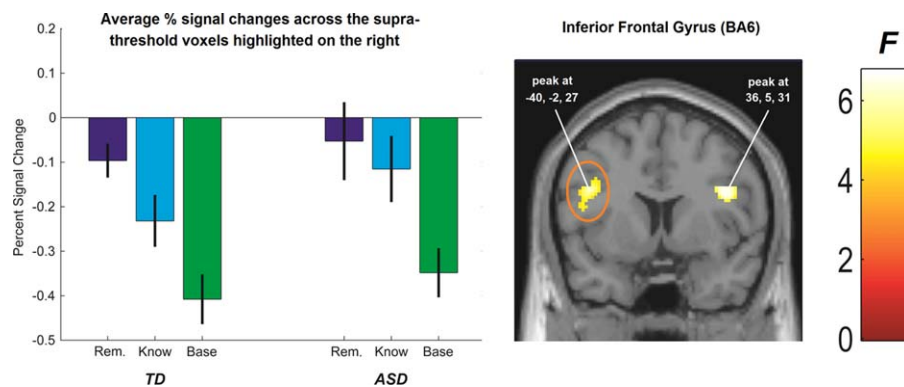 Average % signal changes across the supra-
threshold voxels highlighted on the right
Percent Signal Change
0.2
0.1
0
-0.1
-0.2
-0.3
-0.4
-0.5
Rem. Know Base
Rem. Know Base
TD
ASD
Inferior Frontal Gyrus (BA6)
peak at
-40, -2, 27
peak at
36, 5, 31
F
6
4
2
0